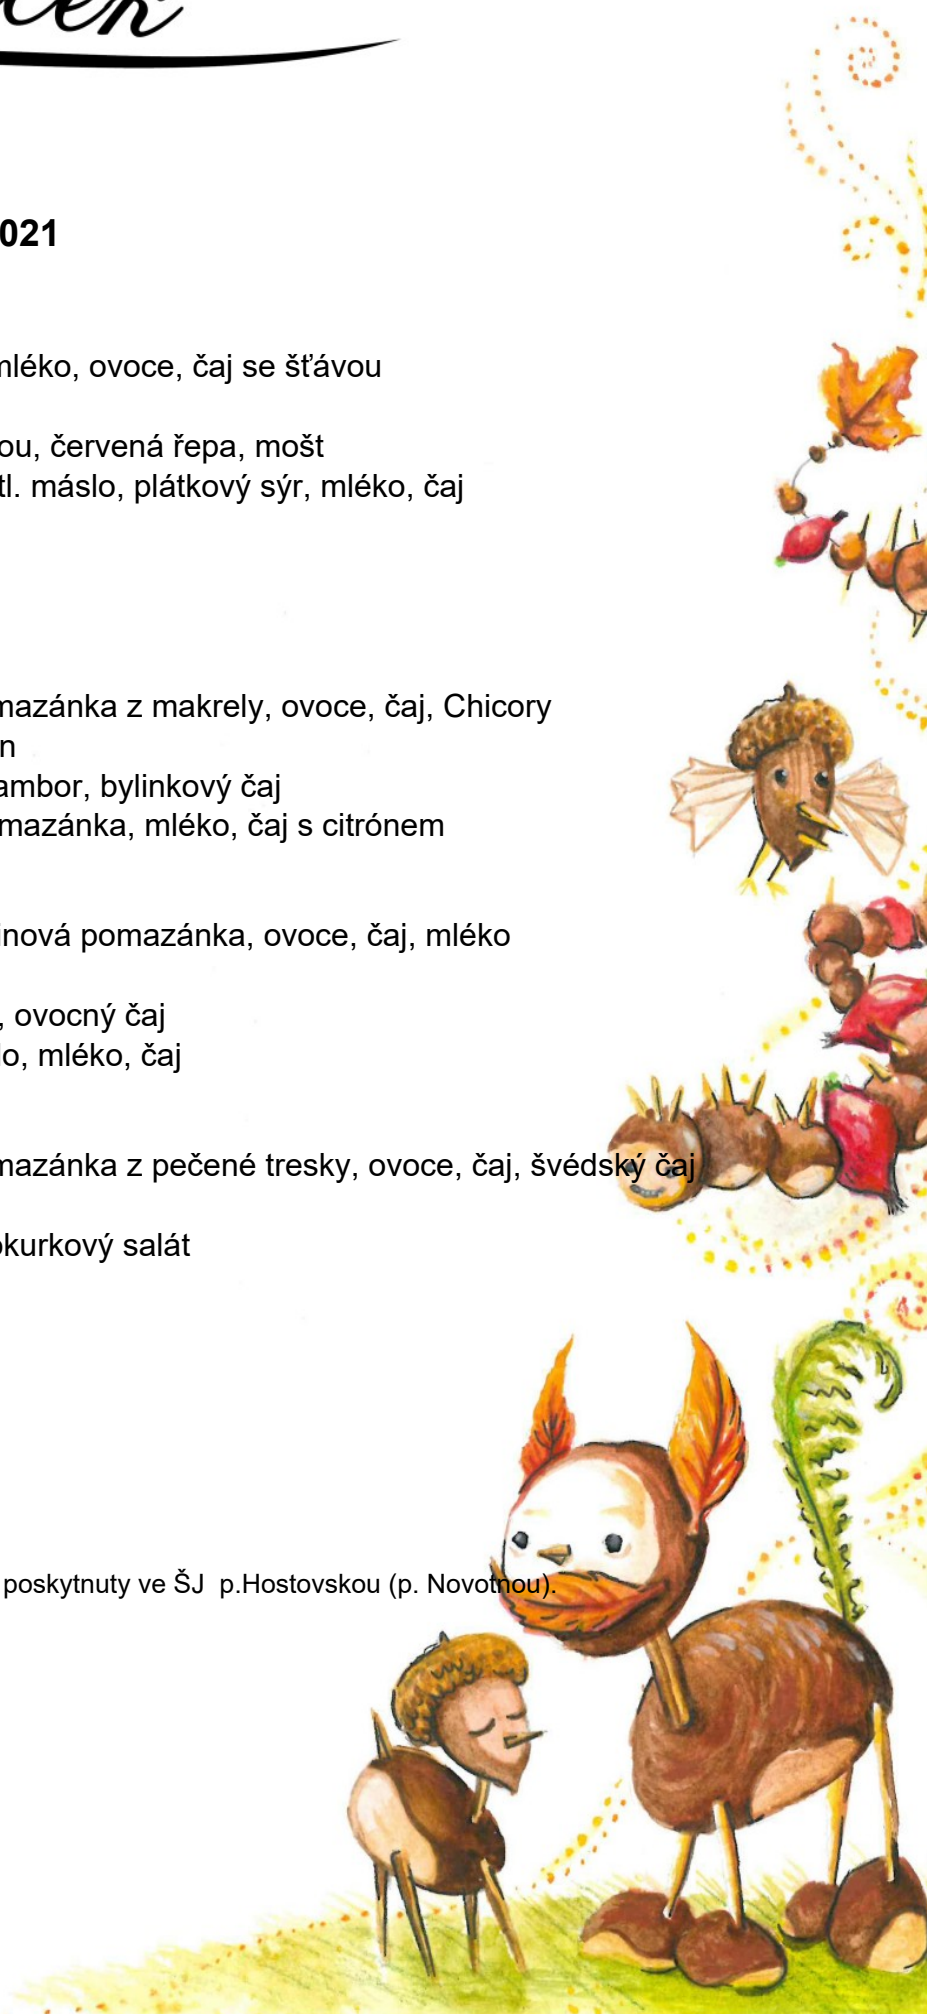 021
mléko, ovoce, čaj se šťávou
ou, červená řepa, mošt
tl. máslo, plátkový sýr, mléko, čaj
mazánka z makrely, ovoce, čaj, Chicory
n
ambor, bylinkový čaj
mazánka, mléko, čaj s citrónem
inová pomazánka, ovoce, čaj, mléko
, ovocný čaj
lo, mléko, čaj
mazánka z pečené tresky, ovoce, čaj, švédský čaj
okurkový salát
poskytnuty ve ŠJ  p.Hostovskou (p. Novotnou).